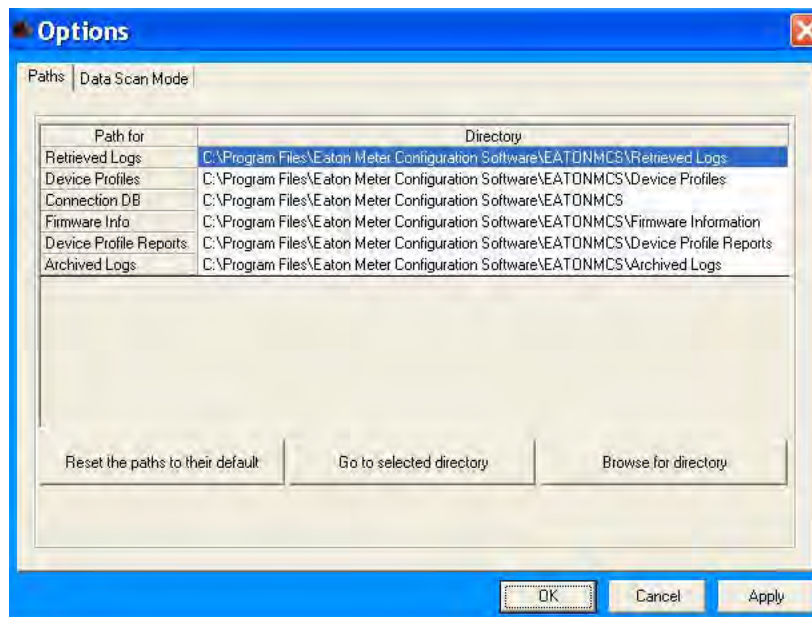 Options
Paths Data Scan Mode
Path for Directory
Retrieved Logs C:\Program Files\Eaton Meter Configuration Software\EATONMCS\Retrieved Logs
Device Profiles C:\Program Files\Eaton Meter Configuration Software\EATONMCS\Device Profiles
Connection DB C:\Program Files\Eaton Meter Configuration Software\EATONMCS
Firmware Info C:\Program Files\Eaton Meter Configuration Software\EATONMCS\Firmware Information
Device Profile Reports C:\Program Files\Eaton Meter Configuration Software\EATONMCS\Device Profile Reports
Archived Logs C:\Program Files\Eaton Meter Configuration Software\EATONMCS\Archived Logs
Reset the paths to their default Go to selected directory Browse for directory
OK Cancel Apply